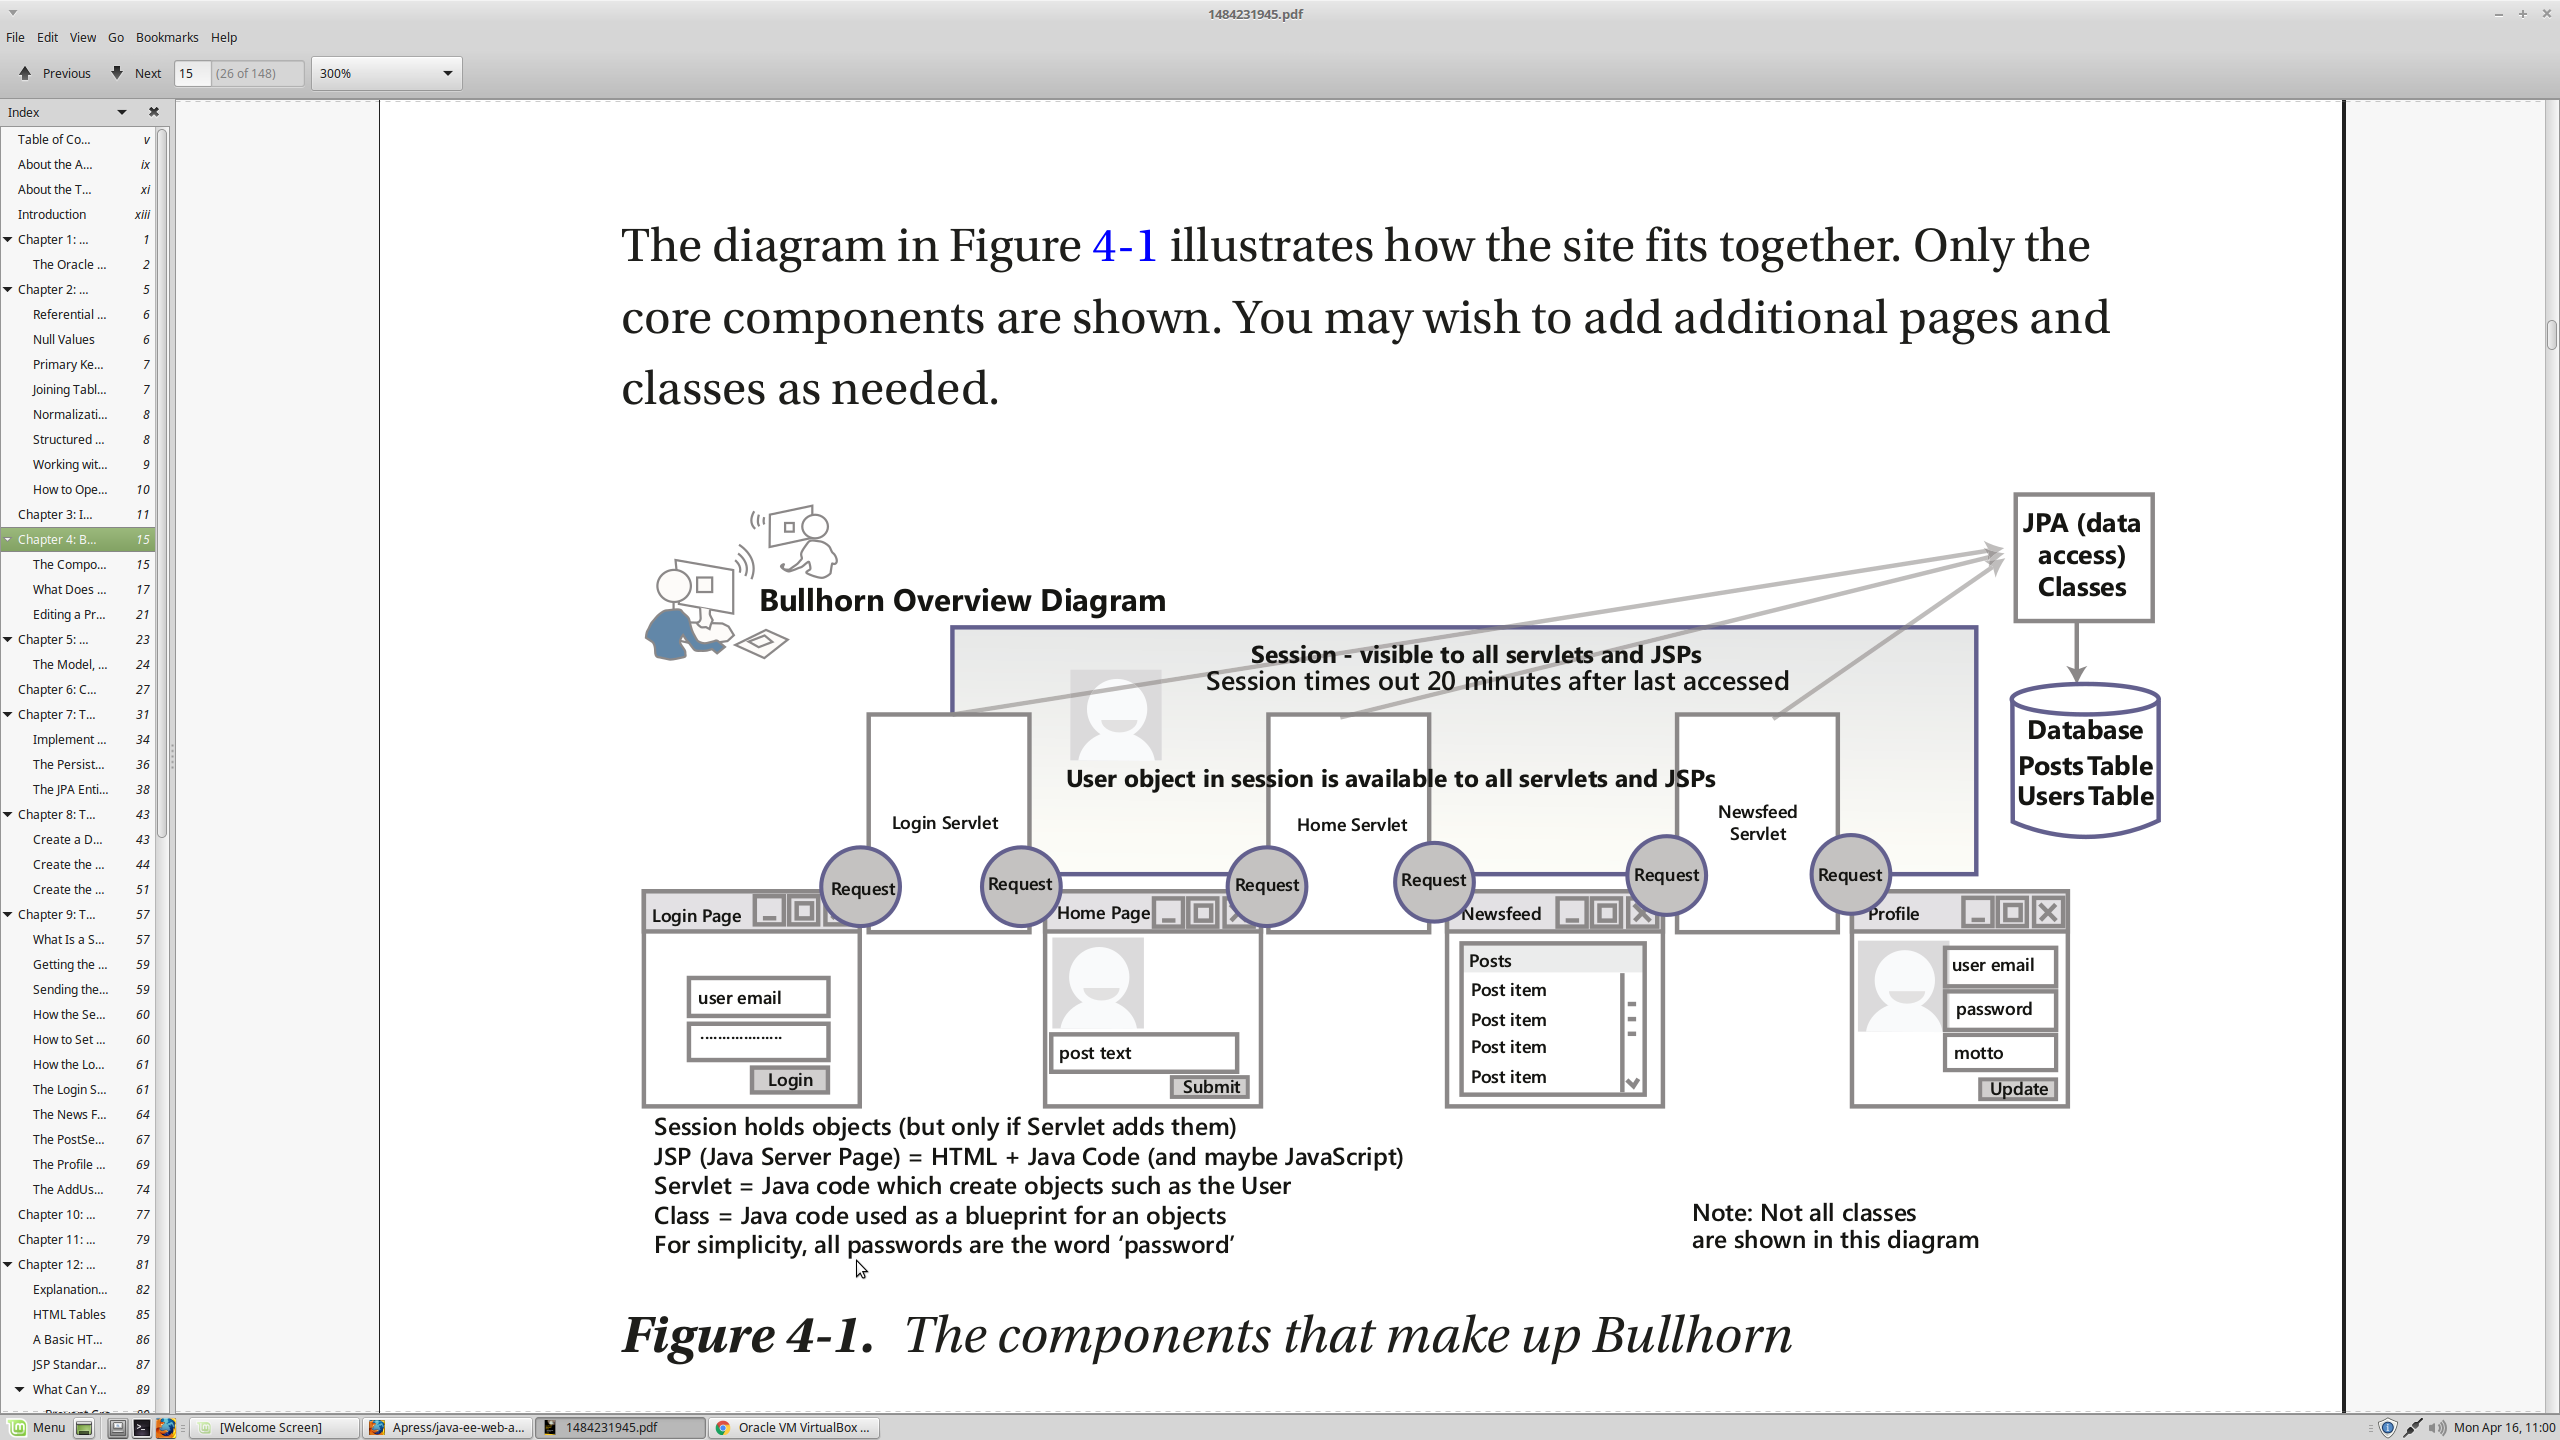 1484231945.pdf
File Edit View Go Bookmarks Help
Previous Next 15 (26 of 148) 300%
Index
Table of Co... v
About the A... ix
About the T... xi
Introduction xiii
Chapter 1: ... 1
The Oracle ... 2
Chapter 2: ... 5
Referential ... 6
Null Values 6
Primary Ke... 7
Joining Tabl... 7
Normalizati... 8
Structured ... 8
Working wit... 9
How to Ope... 10
Chapter 3: I... 11
Chapter 4: B... 15
The Compo... 15
What Does ... 17
Editing a Pr... 21
Chapter 5: ... 23
The Model, ... 24
Chapter 6: C... 27
Chapter 7: T... 31
Implement ... 34
The Persist... 36
The JPA Enti... 38
Chapter 8: T... 43
Create a D... 43
Create the ... 44
Create the ... 51
Chapter 9: T... 57
What Is a S... 57
Getting the ... 59
Sending the... 59
How the Se... 60
How to Set ... 60
How the Lo... 61
The Login S... 61
The News F... 64
The PostSe... 67
The Profile ... 69
The AddUs... 74
Chapter 10: ... 77
Chapter 11: ... 79
Chapter 12: ... 81
Explanation... 82
HTML Tables 85
A Basic HT... 86
JSP Standar... 87
What Can Y... 89
The diagram in Figure 4-1 illustrates how the site fits together. Only the
core components are shown. You may wish to add additional pages and
classes as needed.
Bullhorn Overview Diagram
JPA (data
access)
Classes
Session - visible to all servlets and JSPs
Session times out 20 minutes after last accessed
User object in session is available to all servlets and JSPs
Database
Posts Table
Users Table
Login Servlet
Home Servlet
Newsfeed
Servlet
Request
Request
Request
Request
Request
Request
Login Page
user email
Login
Home Page
post text
Submit
Newsfeed
Posts
Post item
Post item
Post item
Post item
Profile
user email
password
motto
Update
Session holds objects (but only if Servlet adds them)
JSP (Java Server Page) = HTML + Java Code (and maybe JavaScript)
Servlet = Java code which create objects such as the User
Class = Java code used as a blueprint for an objects
For simplicity, all passwords are the word ‘password’
Note: Not all classes
are shown in this diagram
Figure 4-1. The components that make up Bullhorn
Menu [Welcome Screen] Apress/java-ee-web-a... 1484231945.pdf Oracle VM VirtualBox ... Mon Apr 16, 11:00